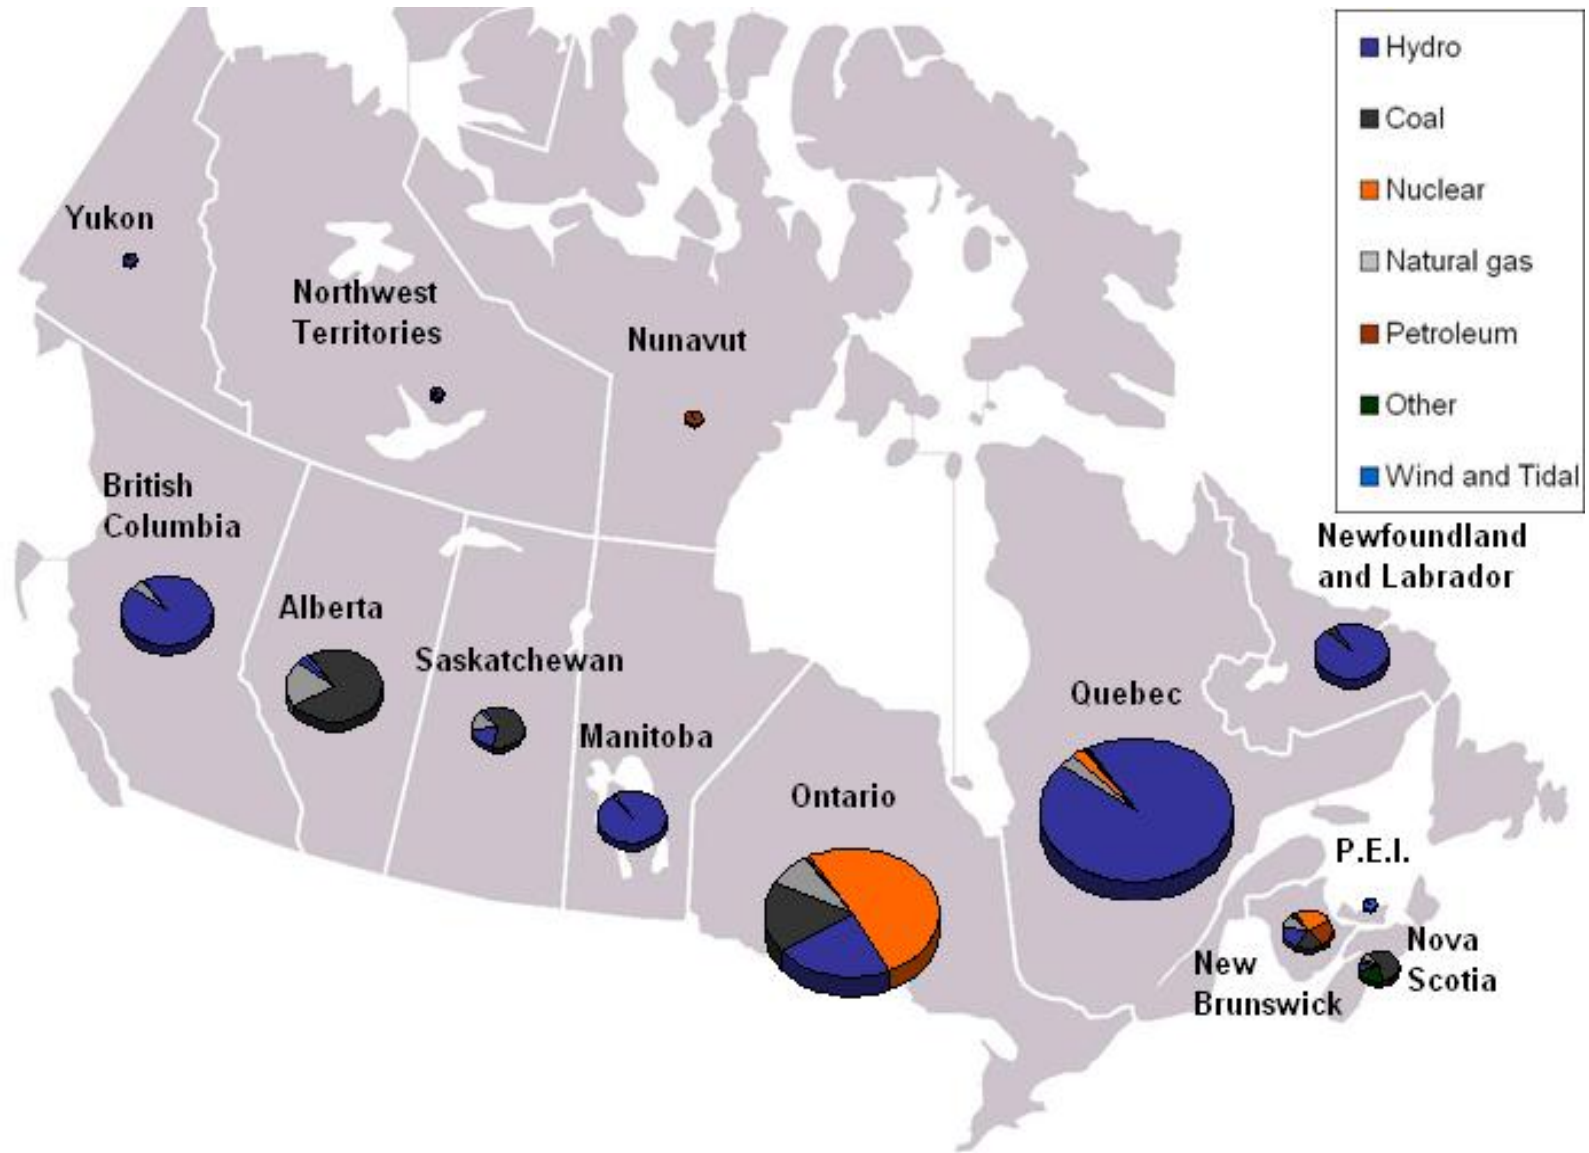 Hydro
Coal
Nuclear
Natural gas
Petroleum
Other
Wind and Tidal
Yukon
Northwest
Territories
Nunavut
British
Columbia
Alberta
Saskatchewan
Manitoba
Ontario
Quebec
Newfoundland
and Labrador
P.E.I.
New
Brunswick
Nova
Scotia